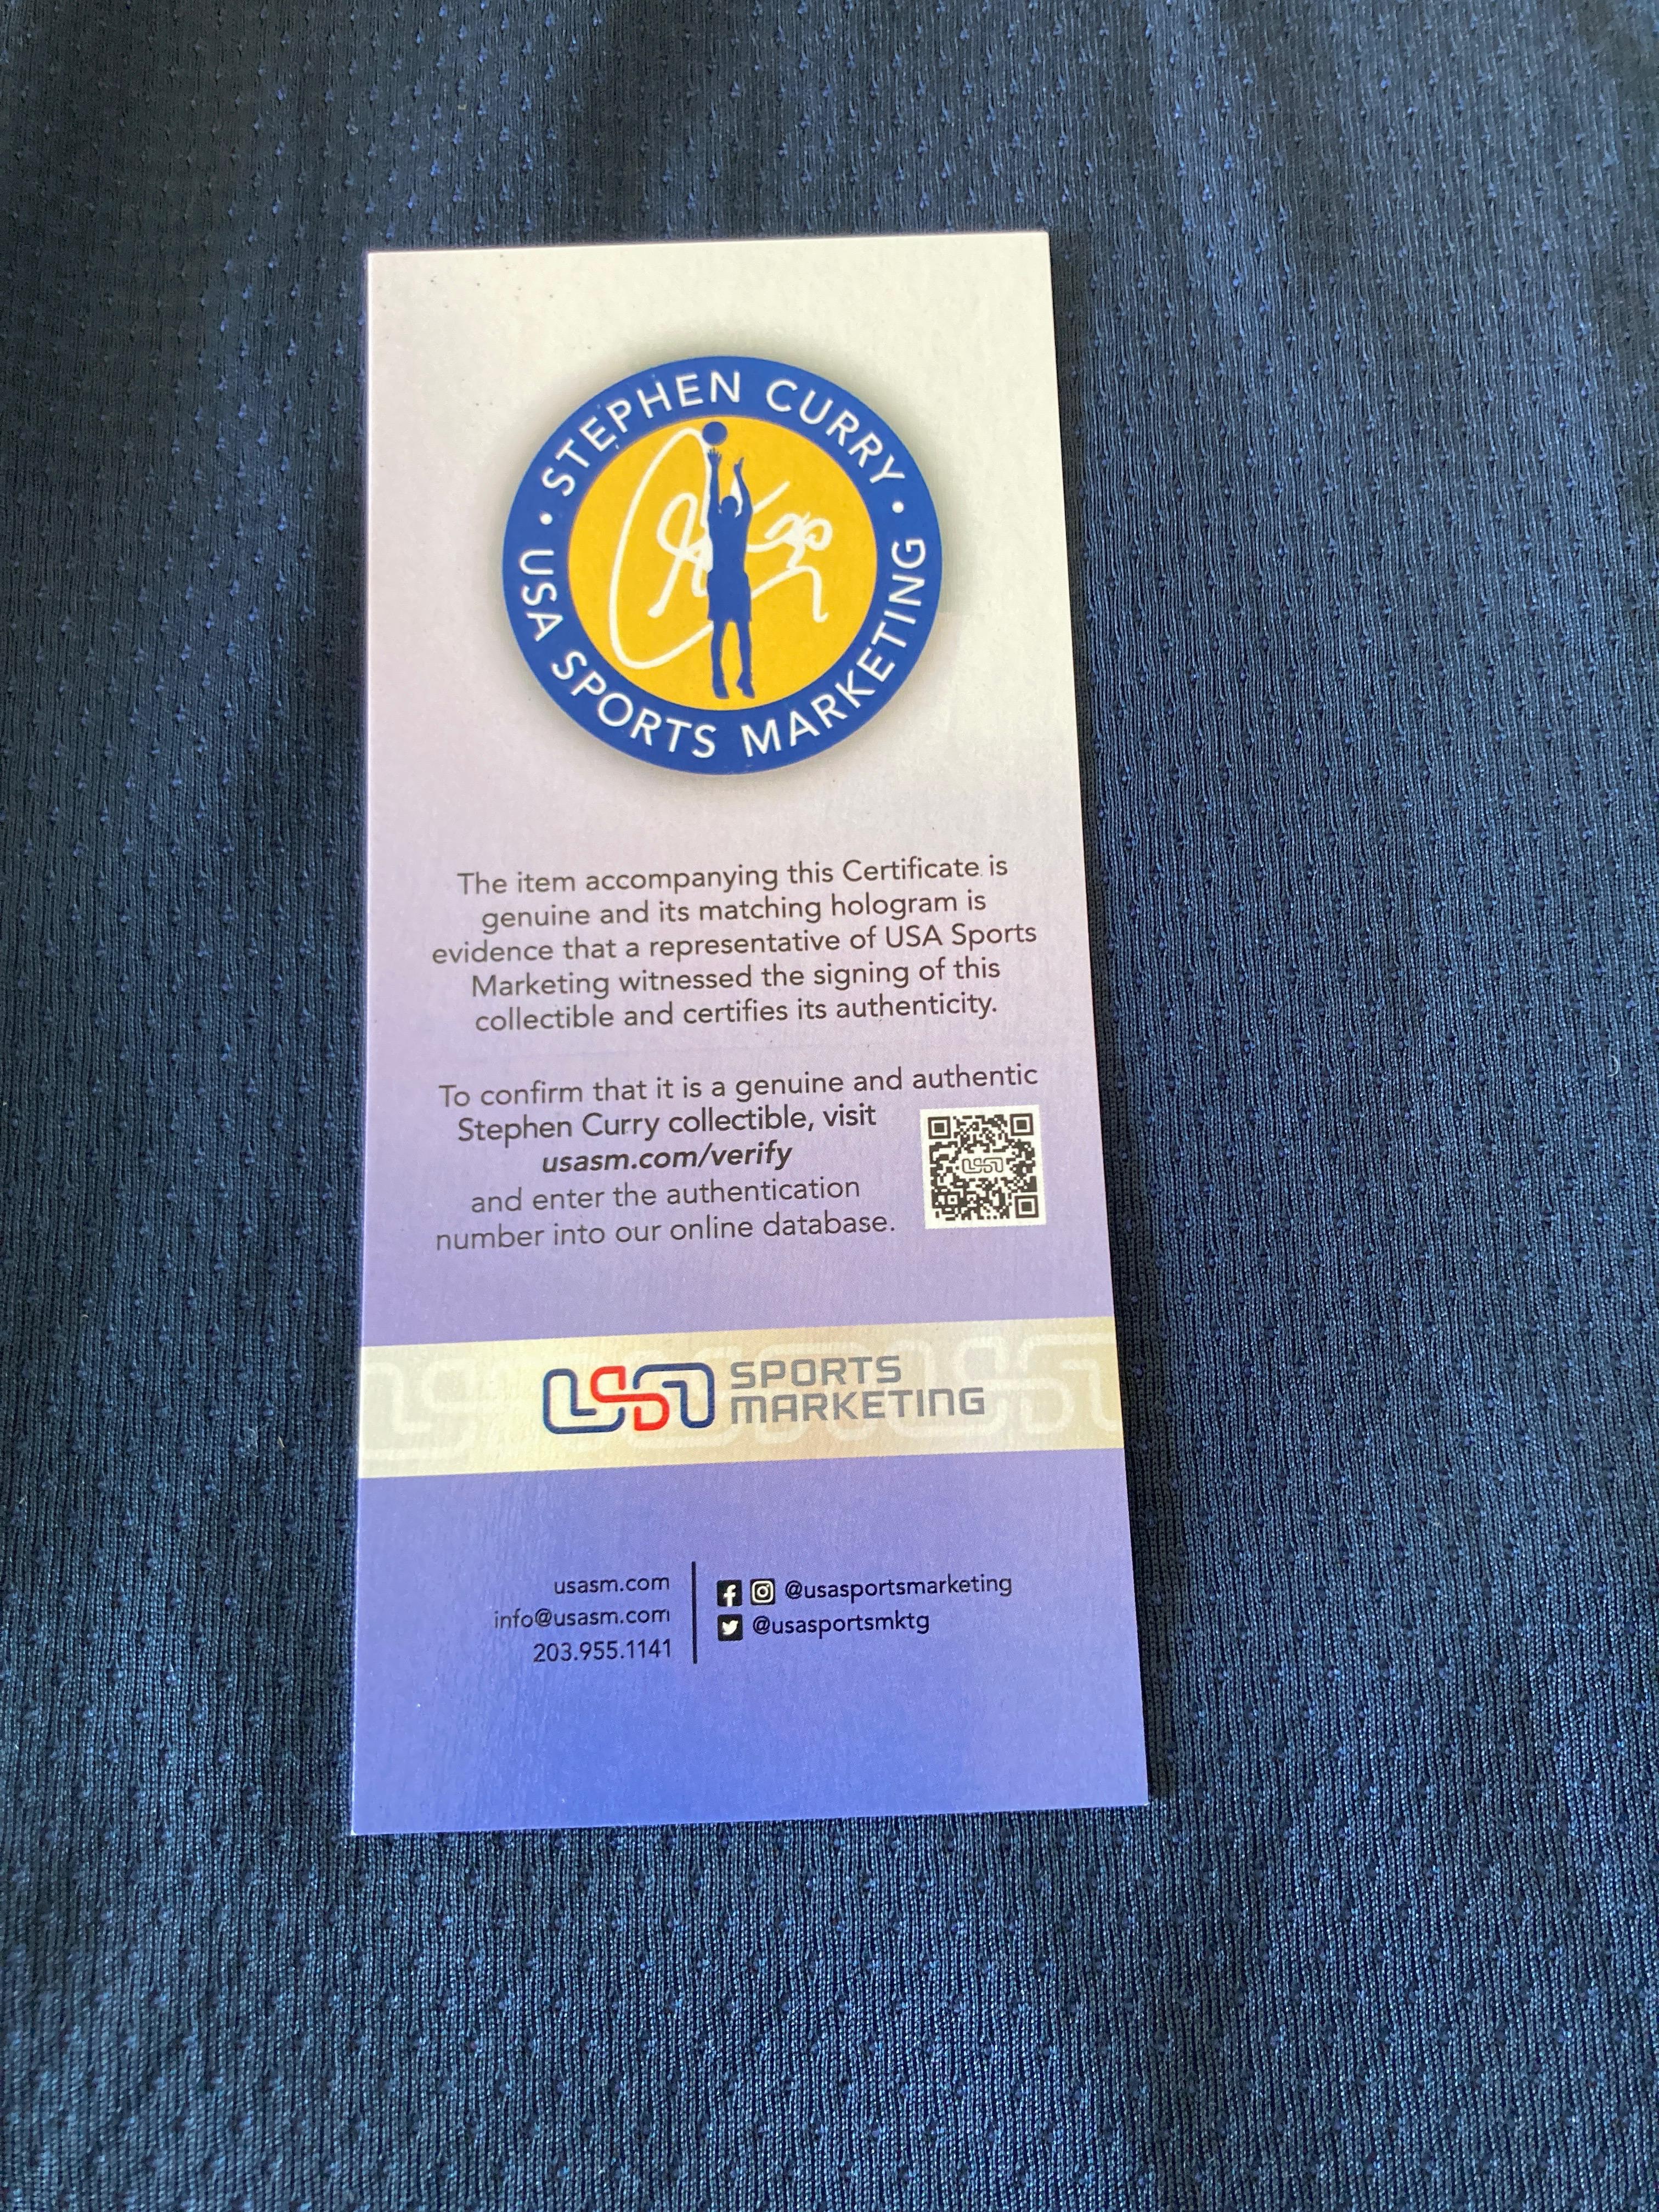 • STEPHEN CURRY •
USA SPORTS MARKETING
The item accompanying this Certificate is
genuine and its matching hologram is
evidence that a representative of USA Sports
Marketing witnessed the signing of this
collectible and certifies its authenticity.
To confirm that it is a genuine and authentic
Stephen Curry collectible, visit
usasm.com/verify
and enter the authentication
number into our online database.
USA
USA SPORTS
MARKETING
usasm.com
info@usasm.com
203.955.1141
@usasportsmarketing
@usasportsmktg